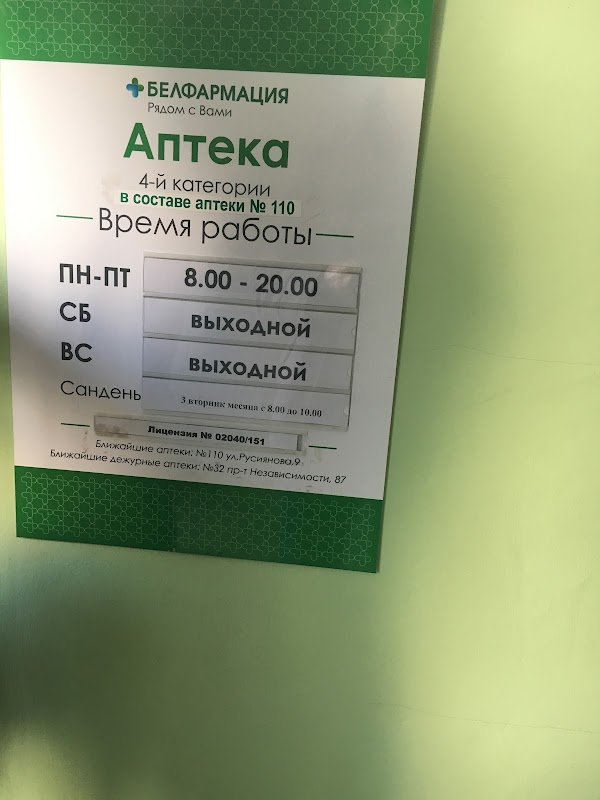 БЕЛФАРМАЦИЯ
Рядом с Вами
Аптека
4-й категории
в составе аптеки № 110
Время работы
ПН-ПТ 8.00 - 20.00
СБ выходной
ВС выходной
Сандень 3 вторник месяца с 8.00 до 10.00
Лицензия № 02040/151
Ближайшие аптеки: №110 ул.Русиянова,9
Ближайшие дежурные аптеки: №32 пр-т Независимости, 87